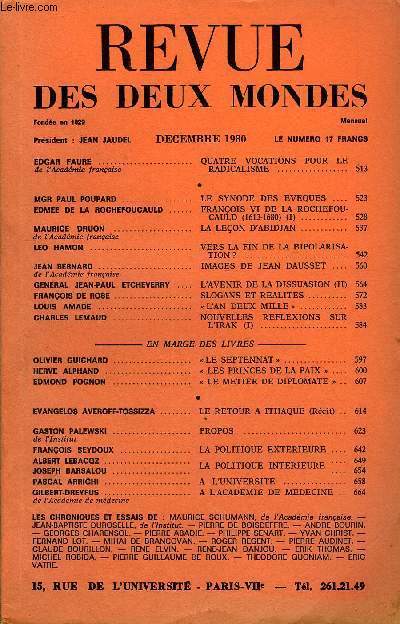 Le-livre.com
REVUE
DES DEUX MONDES
Fondée en 1829 Mensuel
Président : JEAN JAUDEL DECEMBRE 1980 LE NUMERO 17 FRANCS
EDGAR FAURE .................... QUATRE VOCATIONS POUR LE
de l'Académie française RADICALISME ............ 513
MGR PAUL POUPARD ............ LE SYNODE DES EVEQUES .... 523
EDMEE DE LA ROCHEFOUCAULD ...... FRANÇOIS VI DE LA ROCHEFOU-
CAULD (1613-1680) (I) ...... 528
MAURICE DRUON ................ LA LEÇON D'ABIDJAN ........ 537
de l'Académie française
LEO HAMON .................... VERS LA FIN DE LA BIPOLARISA-
TION ? .................. 542
JEAN BERNARD .................. IMAGES DE JEAN DAUSSET .... 560
de l'Académie française
GENERAL JEAN-PAUL ETCHEVERRY .... L'AVENIR DE LA DISSUASION (II) 564
FRANÇOIS DE ROSE .............. SLOGANS ET REALITES ........ 572
LOUIS AMADE .................. « L'AN DEUX MILLE » ........ 583
CHARLES LEMAUD ................ NOUVELLES REFLEXIONS SUR
L'IRAK (I) ................ 584
EN MARGE DES LIVRES
OLIVIER GUICHARD .............. « LE SEPTENNAT » ............ 597
HERVE ALPHAND ................ « LES PRINCES DE LA PAIX » .... 600
EDMOND POGNON ................ « LE METIER DE DIPLOMATE » .. 607
EVANGELOS AVEROFF-TOSSIZZA ...... LE RETOUR A ITHAQUE (Récit) .. 614
GASTON PALEWSKI .............. PROPOS .................... 623
de l'Institut
FRANÇOIS SEYDOUX .............. LA POLITIQUE EXTERIEURE .... 642
ALBERT LEBACQZ ................ 649
LA POLITIQUE INTERIEURE
JOSEPH BARSALOU ................ 654
PASCAL ARRIGHI ................ A L'UNIVERSITE .............. 658
GILBERT-DREYFUS ................ A L'ACADEMIE DE MEDECINE 664
de l'Académie de médecine
LES CHRONIQUES ET ESSAIS DE : MAURICE SCHUMANN, de l'Académie française. —
JEAN-BAPTISTE DUROSELLE, de l'Institut. — PIERRE DE BOISDEFFRE. — ANDRE BOURIN.
— GEORGES CHARENSOL. — PIERRE ABADIE. — PHILIPPE SENART. — YVAN CHRIST. —
FERNAND LOT. — MIHAI DE BRANCOVAN. — ROGER REGENT. — PIERRE AUDINET. —
CLAUDE BOURILLON. — RENE ELVIN. — RENE-JEAN DANJOU. — ERIK THOMAS. —
MICHEL ROBIDA. — PIERRE GUILLAUME DE ROUX. — THEODORE QUONIAM. — ERIC
VATRE.
15, RUE DE L'UNIVERSITÉ - PARIS-VIIe — Tél. 261.21.49